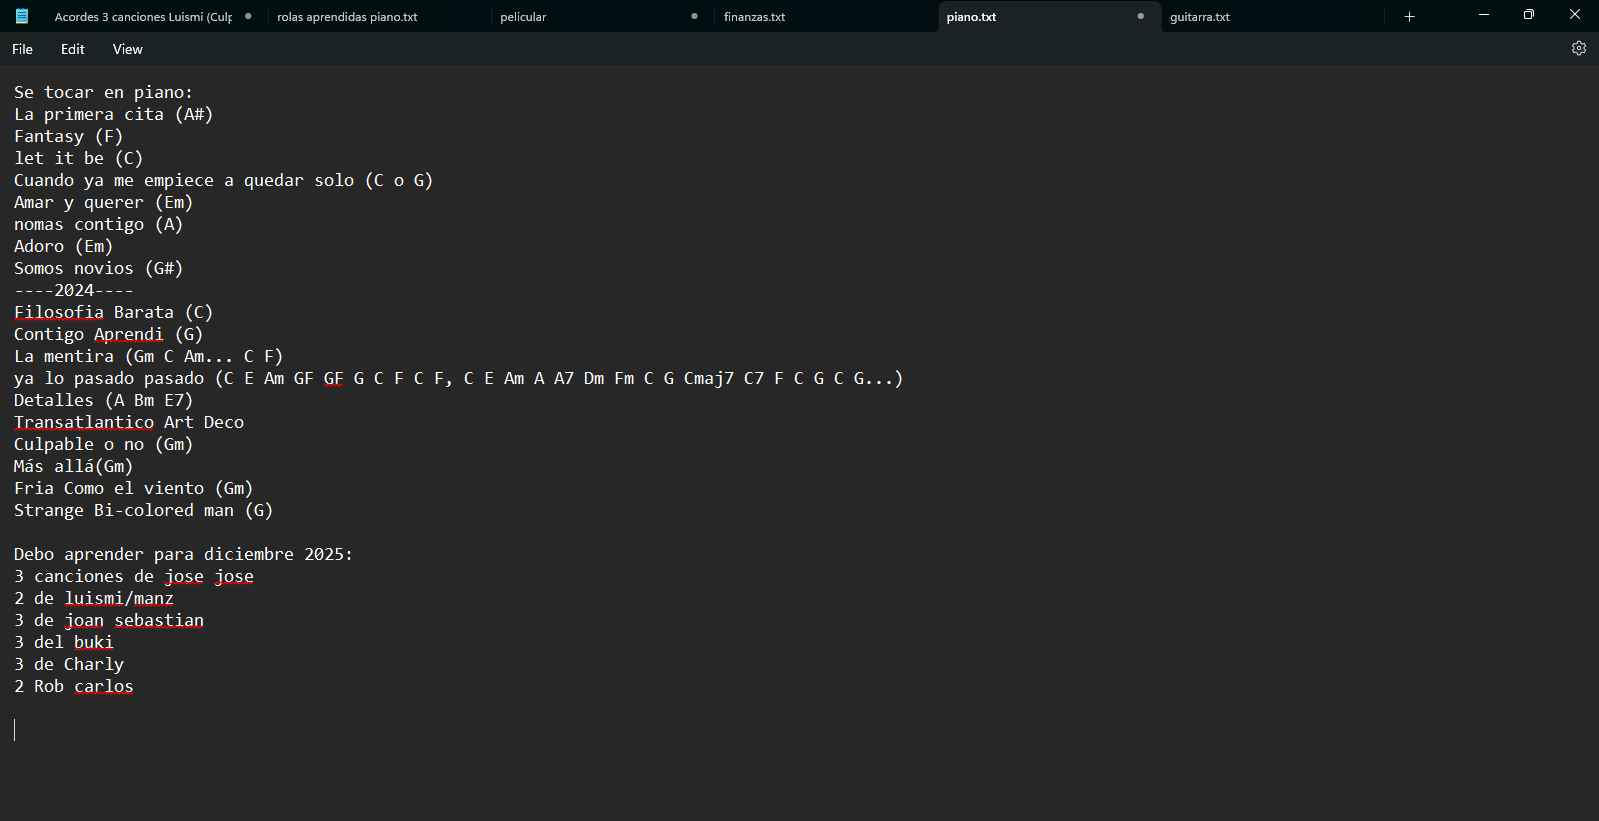 Acordes 3 canciones Luismi (Culp
rolas aprendidas piano.txt
pelicular
finanzas.txt
piano.txt
guitarra.txt
File
Edit
View
Se tocar en piano:
La primera cita (A#)
Fantasy (F)
let it be (C)
Cuando ya me empiece a quedar solo (C o G)
Amar y querer (Em)
nomas contigo (A)
Adoro (Em)
Somos novios (G#)
----2024----
Filosofia Barata (C)
Contigo Aprendi (G)
La mentira (Gm C Am... C F)
ya lo pasado pasado (C E Am GF GF G C F C F, C E Am A A7 Dm Fm C G Cmaj7 C7 F C G C G...)
Detalles (A Bm E7)
Transatlantico Art Deco
Culpable o no (Gm)
Más allá(Gm)
Fria Como el viento (Gm)
Strange Bi-colored man (G)
Debo aprender para diciembre 2025:
3 canciones de jose jose
2 de luismi/manz
3 de joan sebastian
3 del buki
3 de Charly
2 Rob carlos